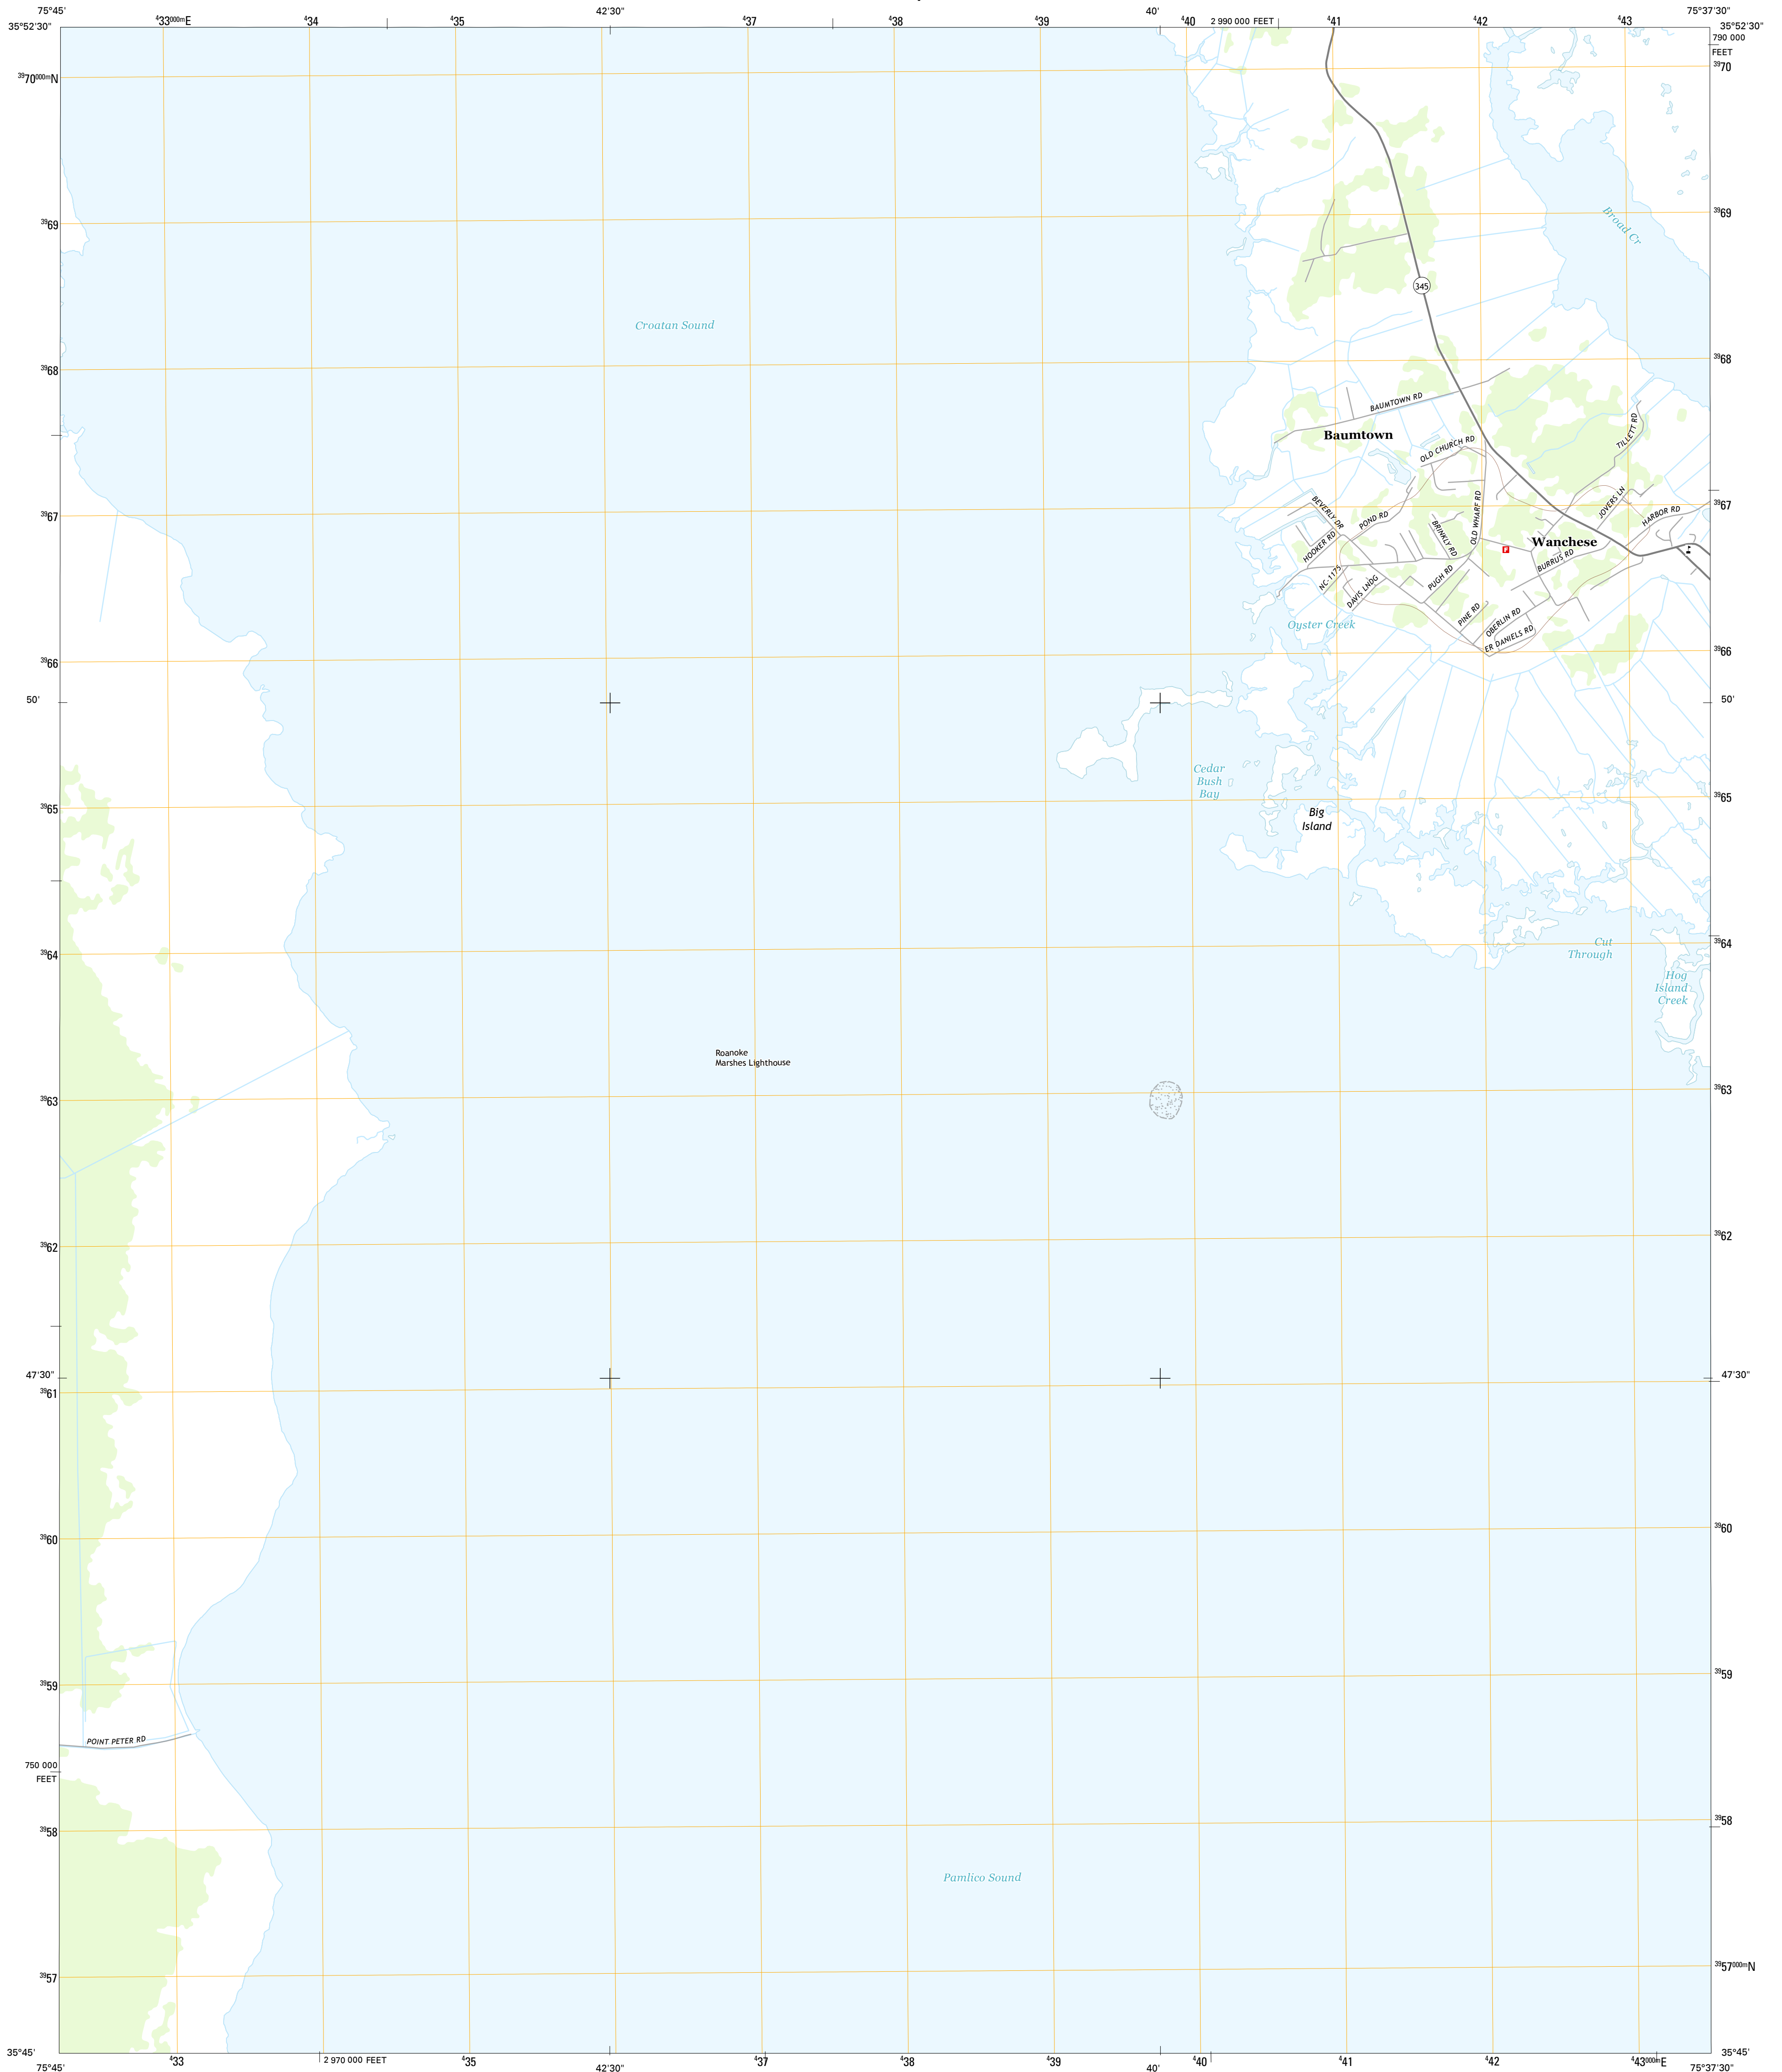 75°45'
⁴33⁰⁰⁰ᵐE
⁴34
⁴35
42'30"
⁴37
⁴38
⁴39
40'
⁴40
2 990 000 FEET
⁴41
⁴42
⁴43
75°37'30"
35°52'30"
35°52'30"
790 000
FEET
³⁹70⁰⁰⁰ᵐN
³⁹70
³⁹69
³⁹69
Broad Cr
345
Croatan Sound
³⁹68
³⁹68
BAUMTOWN RD
Baumtown
TILLETT RD
OLD CHURCH RD
³⁹67
³⁹67
BEVERLY DR
POND RD
OLD WHARF RD
JOVERS LN
HARBOR RD
HOOKER RD
BRINKLY RD
Wanchese
F
BURRUS RD
NC-1175
DAVIS LNDG
PUGH RD
PINE RD
OBERLIN RD
ER DANIELS RD
Oyster Creek
³⁹66
³⁹66
50'
50'
Cedar
Bush
Bay
³⁹65
³⁹65
Big
Island
³⁹64
³⁹64
Cut
Through
Hog
Island
Creek
Roanoke
Marshes Lighthouse
³⁹63
³⁹63
³⁹62
³⁹62
47'30"
47'30"
³⁹61
³⁹61
³⁹60
³⁹60
³⁹59
³⁹59
POINT PETER RD
750 000
FEET
³⁹58
³⁹58
Pamlico Sound
³⁹57
³⁹57⁰⁰⁰ᵐN
35°45'
35°45'
75°45'
⁴33
2 970 000 FEET
⁴35
42'30"
⁴37
⁴38
⁴39
40'
⁴40
⁴41
⁴42
⁴43⁰⁰⁰ᵐE
75°37'30"